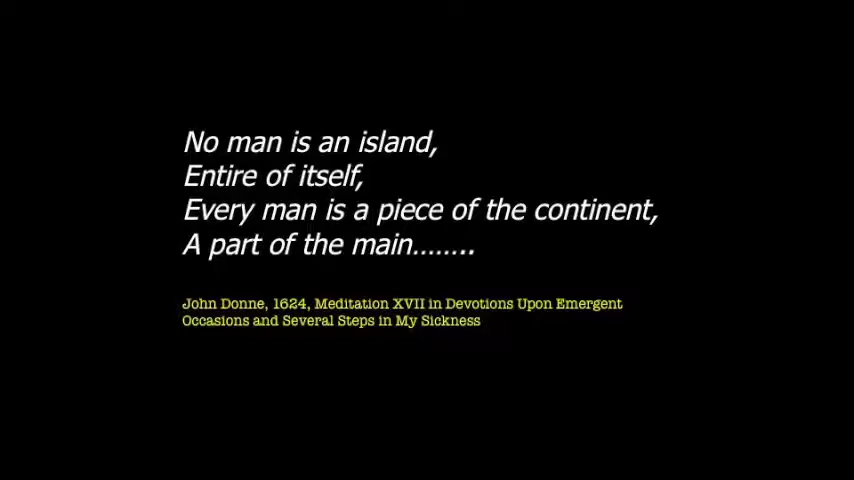 No man is an island,
Entire of itself,
Every man is a piece of the continent,
A part of the main……..
John Donne, 1624, Meditation XVII in Devotions Upon Emergent
Occasions and Several Steps in My Sickness